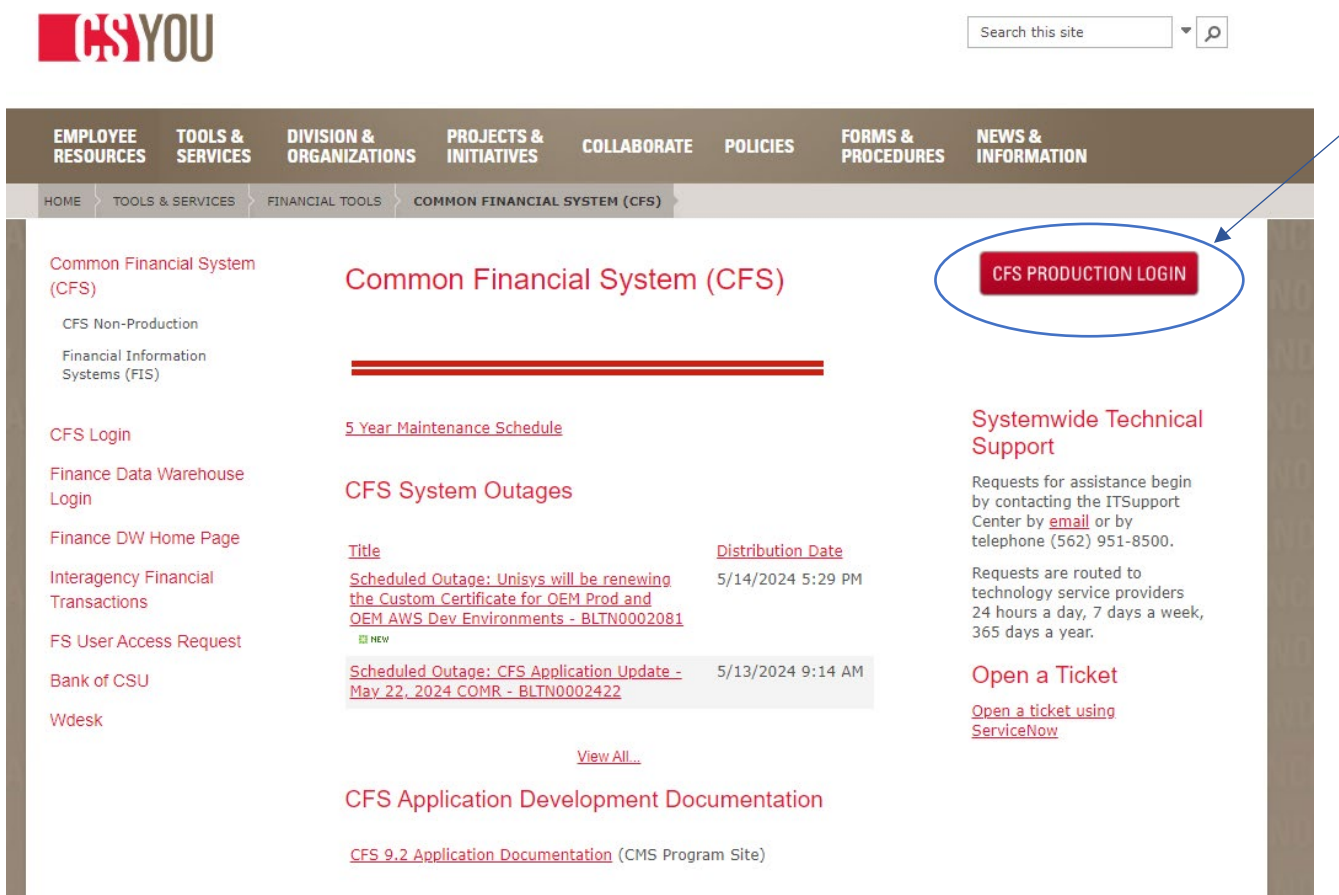 CSYOU
Search this site
EMPLOYEE RESOURCES
TOOLS & SERVICES
DIVISION & ORGANIZATIONS
PROJECTS & INITIATIVES
COLLABORATE
POLICIES
FORMS & PROCEDURES
NEWS & INFORMATION
HOME TOOLS & SERVICES FINANCIAL TOOLS COMMON FINANCIAL SYSTEM (CFS)
Common Financial System
(CFS)
CFS Non-Production
Financial Information
Systems (FIS)
CFS Login
Finance Data Warehouse
Login
Finance DW Home Page
Interagency Financial
Transactions
FS User Access Request
Bank of CSU
Wdesk
Common Financial System (CFS)
5 Year Maintenance Schedule
CFS System Outages
Title Distribution Date
Scheduled Outage: Unisys will be renewing 5/14/2024 5:29 PM
the Custom Certificate for OEM Prod and
OEM AWS Dev Environments - BLTN0002081
NEW
Scheduled Outage: CFS Application Update - 5/13/2024 9:14 AM
May 22, 2024 COMR - BLTN0002422
View All...
CFS Application Development Documentation
CFS 9.2 Application Documentation (CMS Program Site)
CFS PRODUCTION LOGIN
Systemwide Technical
Support
Requests for assistance begin
by contacting the ITSupport
Center by email or by
telephone (562) 951-8500.
Requests are routed to
technology service providers
24 hours a day, 7 days a week,
365 days a year.
Open a Ticket
Open a ticket using
ServiceNow